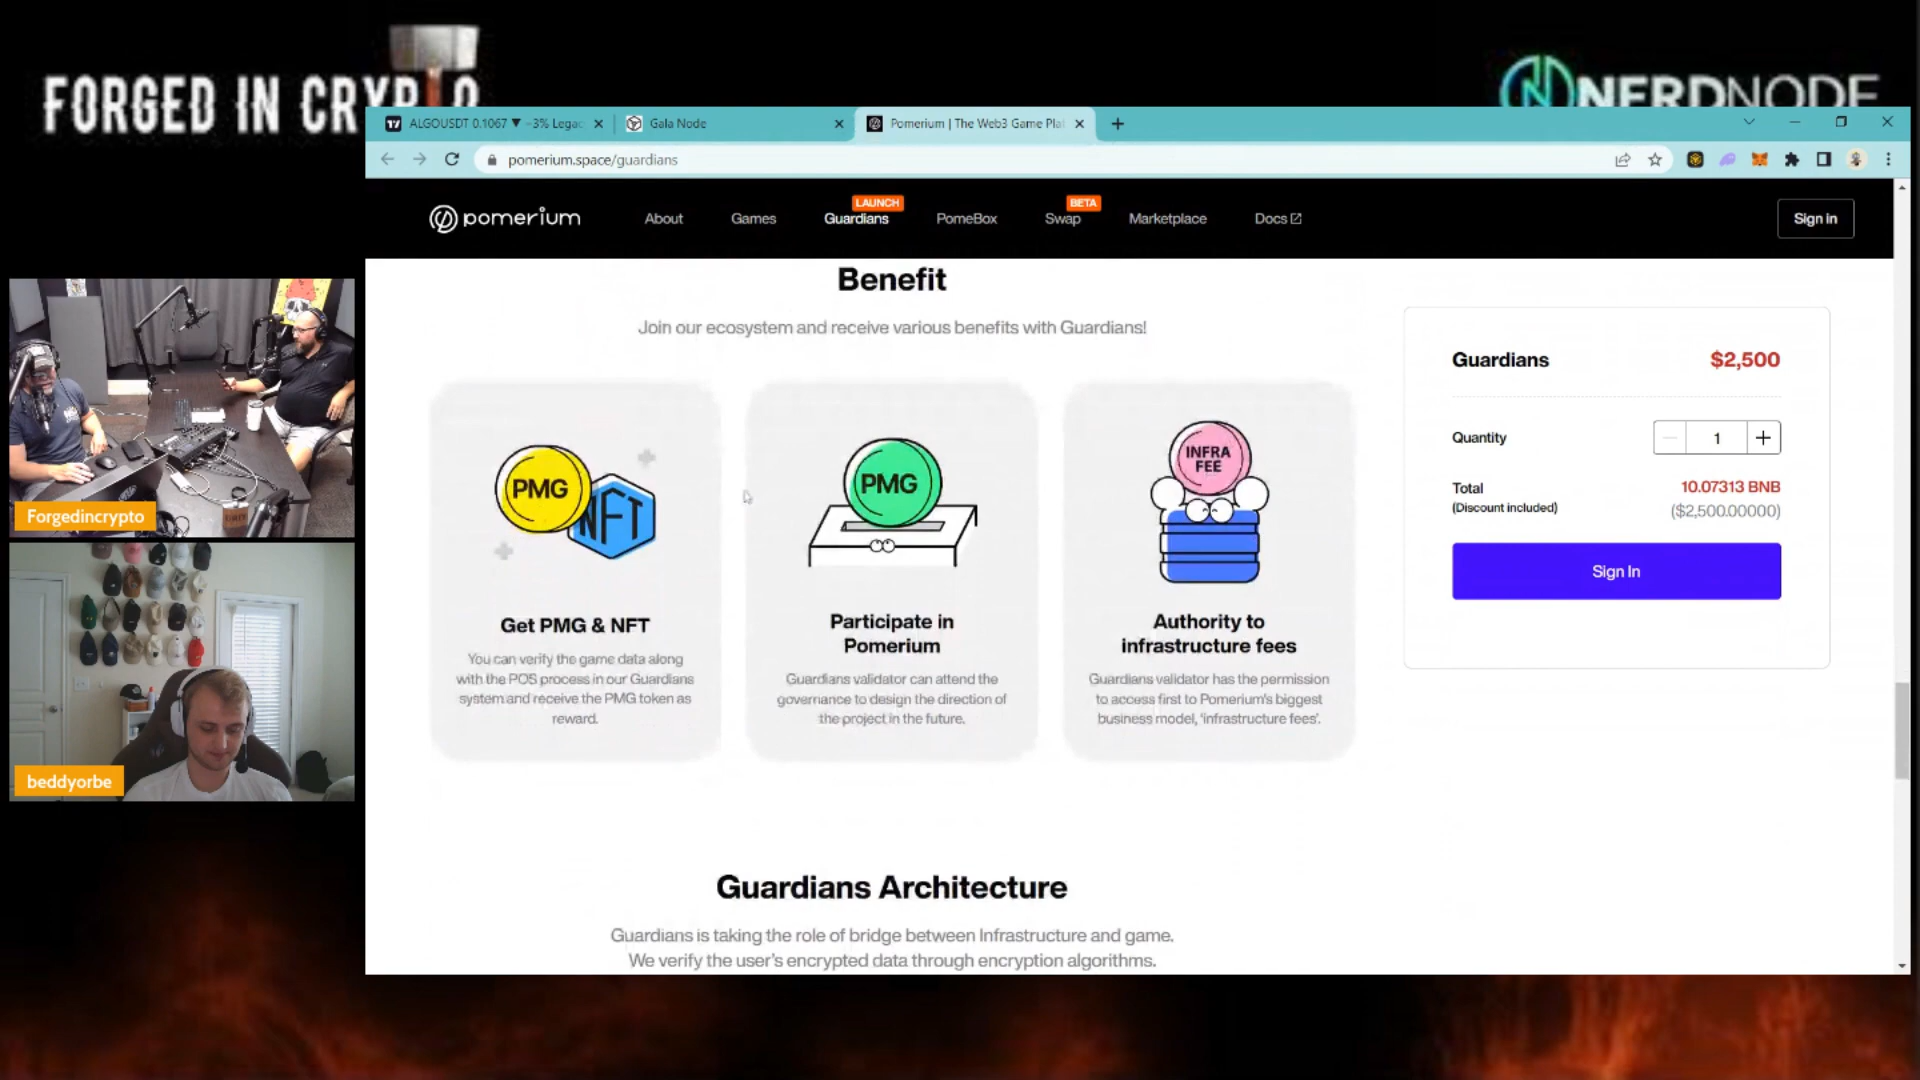 FORGED IN CRYPTO
NERDNODE
ALGOUSDT 0.1067 ▼ -3% Legac
Gala Node
Pomerium | The Web3 Game Pla
pomerium.space/guardians
pomerium
About
Games
LAUNCH
Guardians
PomeBox
BETA
Swap
Marketplace
Docs
Sign in
Benefit
Join our ecosystem and receive various benefits with Guardians!
PMG
NFT
Get PMG & NFT
You can verify the game data along
with the POS process in our Guardians
system and receive the PMG token as
reward.
PMG
Participate in
Pomerium
Guardians validator can attend the
governance to design the direction of
the project in the future.
INFRA
FEE
Authority to
infrastructure fees
Guardians validator has the permission
to access first to Pomerium's biggest
business model, 'infrastructure fees'.
Guardians
$2,500
Quantity
1
Total
10.07313 BNB
(Discount included)
($2,500.00000)
Sign In
Guardians Architecture
Guardians is taking the role of bridge between Infrastructure and game.
We verify the user's encrypted data through encryption algorithms.
Forgedincrypto
beddyorbe